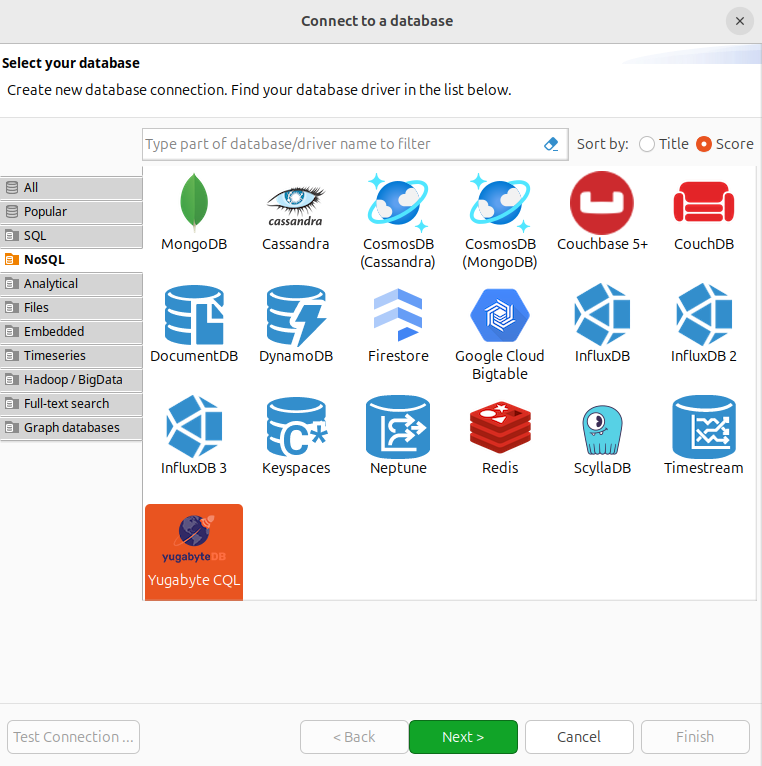 Connect to a database
Select your database
Create new database connection. Find your database driver in the list below.
Type part of database/driver name to filter
Sort by:
Title
Score
All
Popular
SQL
NoSQL
Analytical
Files
Embedded
Timeseries
Hadoop / BigData
Full-text search
Graph databases
MongoDB
cassandra
Cassandra
CosmosDB
(Cassandra)
CosmosDB
(MongoDB)
Couchbase 5+
CouchDB
DocumentDB
DynamoDB
Firestore
Google Cloud
Bigtable
InfluxDB
InfluxDB 2
InfluxDB 3
C*
Keyspaces
Neptune
Redis
ScyllaDB
Timestream
yugabyteDB
Yugabyte CQL
Test Connection ...
< Back
Next >
Cancel
Finish